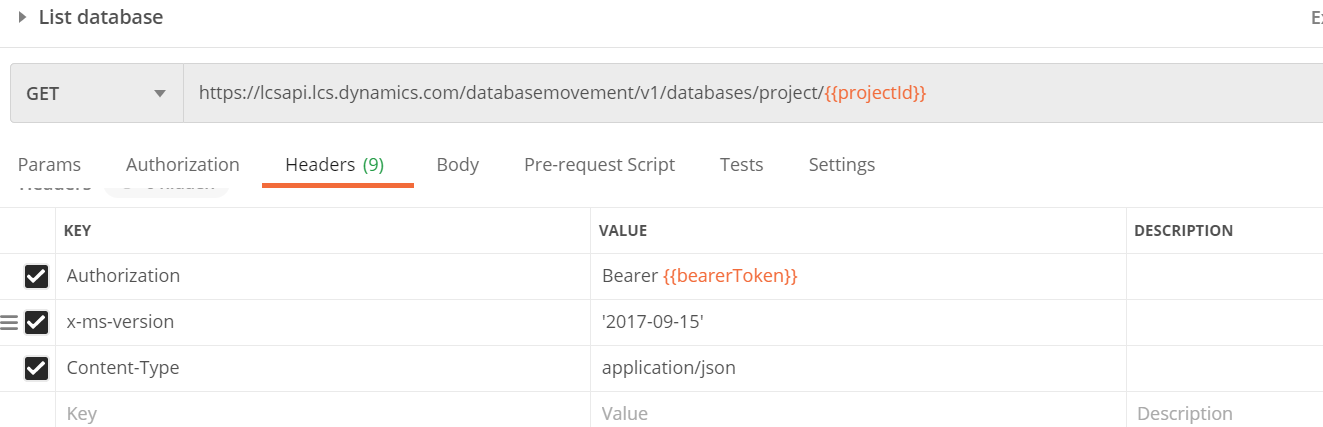 List database
GET https://lcsapi.lcs.dynamics.com/databasemovement/v1/databases/project/{{projectId}}
Params Authorization Headers (9) Body Pre-request Script Tests Settings
KEY VALUE DESCRIPTION
Authorization Bearer {{bearerToken}}
x-ms-version '2017-09-15'
Content-Type application/json
Key Value Description